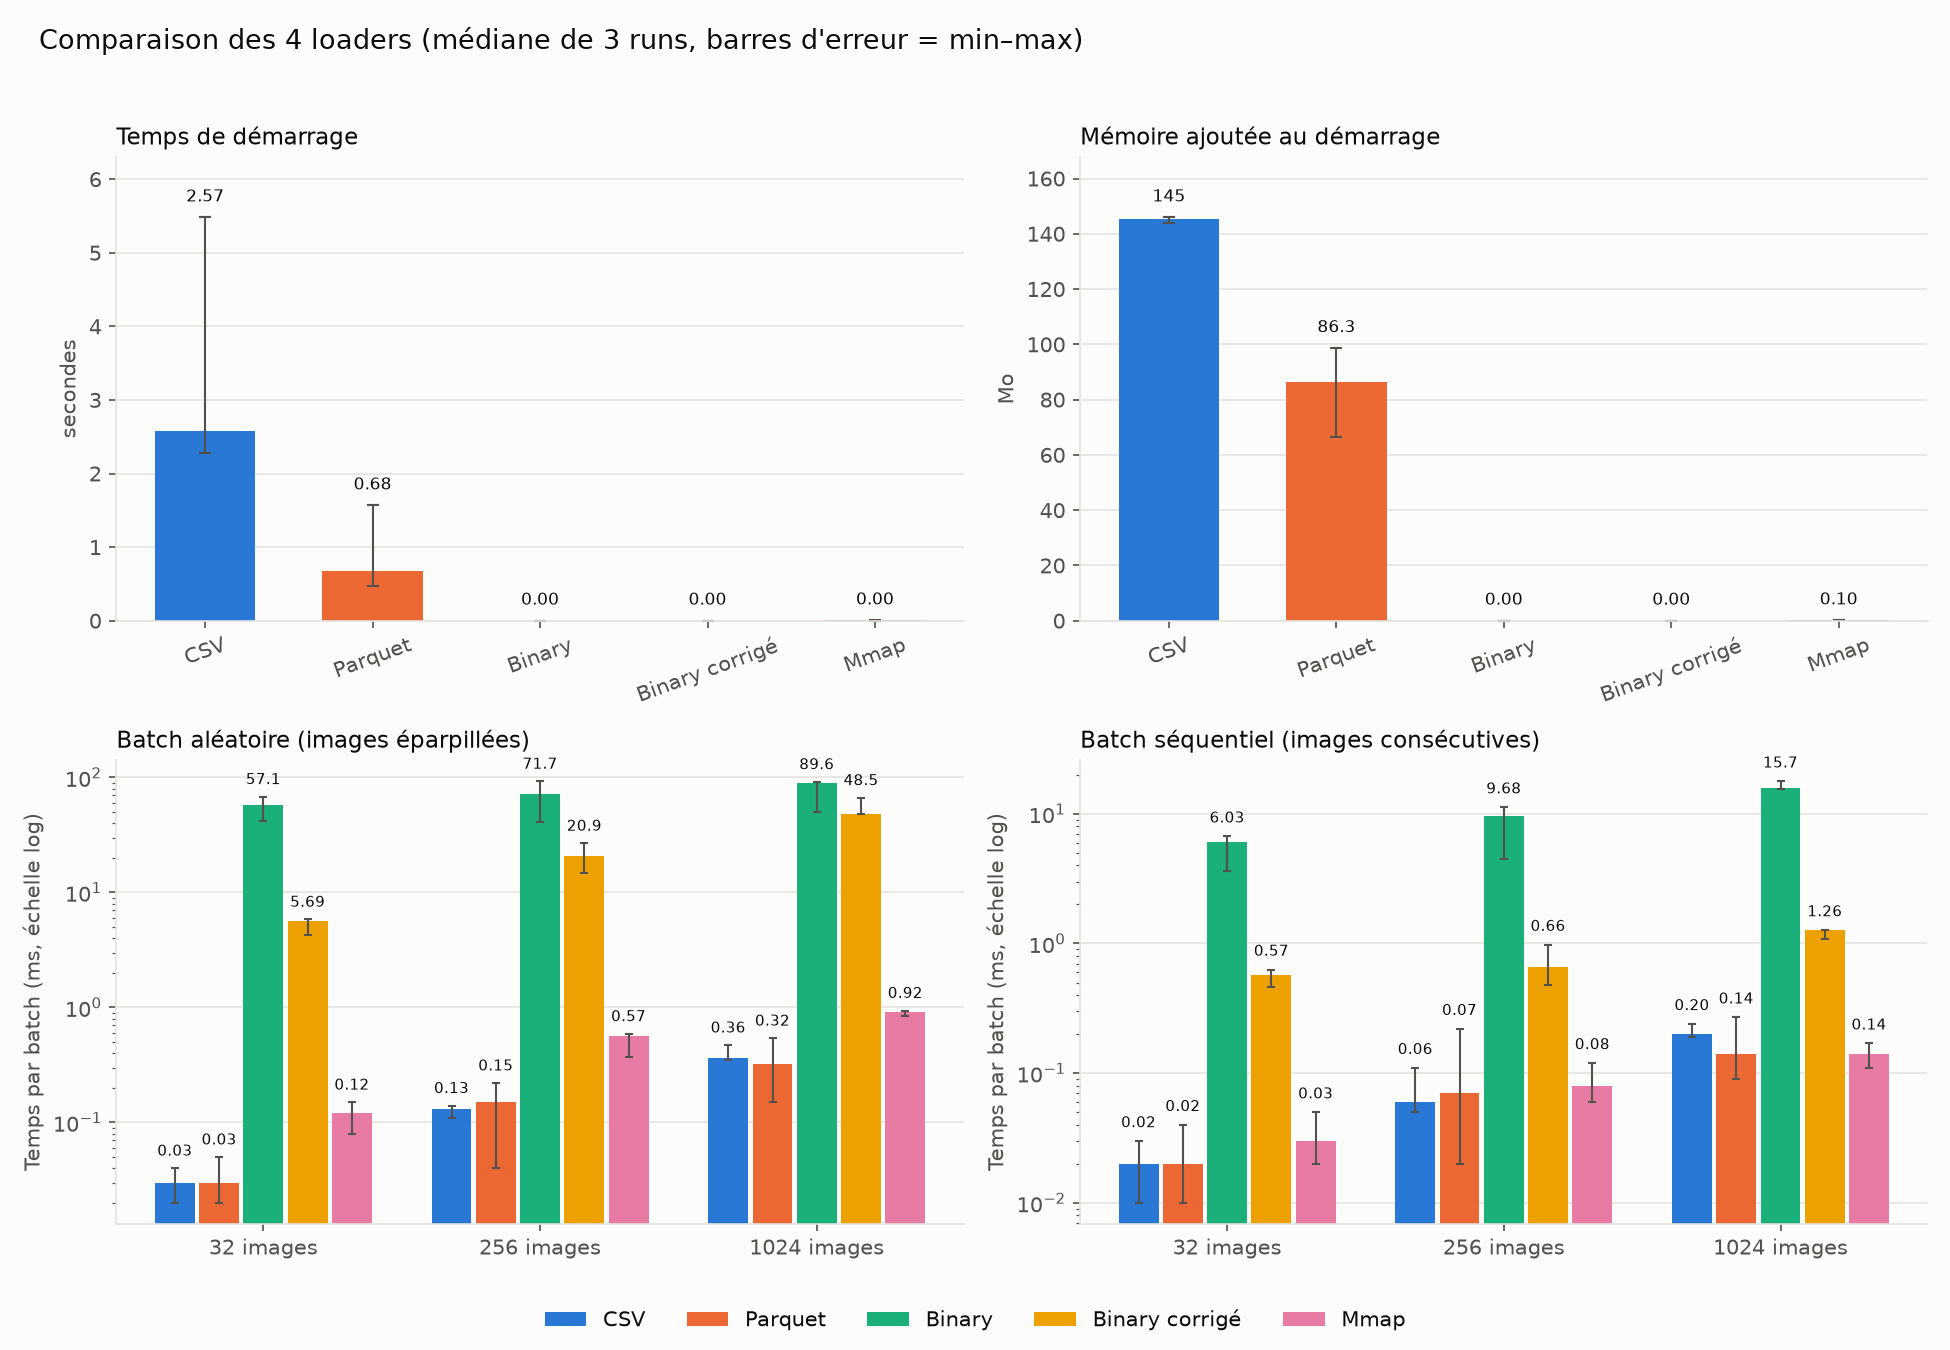 Comparaison des 4 loaders (médiane de 3 runs, barres d'erreur = min–max)
Temps de démarrage
secondes
6
5
4
3
2
1
0
2.57
0.68
0.00
0.00
0.00
CSV
Parquet
Binary
Binary corrigé
Mmap
Mémoire ajoutée au démarrage
Mo
160
140
120
100
80
60
40
20
0
145
86.3
0.00
0.00
0.10
CSV
Parquet
Binary
Binary corrigé
Mmap
Batch aléatoire (images éparpillées)
Temps par batch (ms, échelle log)
10²
10¹
10⁰
10⁻¹
0.03
0.03
57.1
5.69
0.12
0.13
0.15
71.7
20.9
0.57
0.36
0.32
89.6
48.5
0.92
32 images
256 images
1024 images
Batch séquentiel (images consécutives)
Temps par batch (ms, échelle log)
10¹
10⁰
10⁻¹
10⁻²
0.02
0.02
6.03
0.57
0.03
0.06
0.07
9.68
0.66
0.08
0.20
0.14
15.7
1.26
0.14
32 images
256 images
1024 images
CSV
Parquet
Binary
Binary corrigé
Mmap